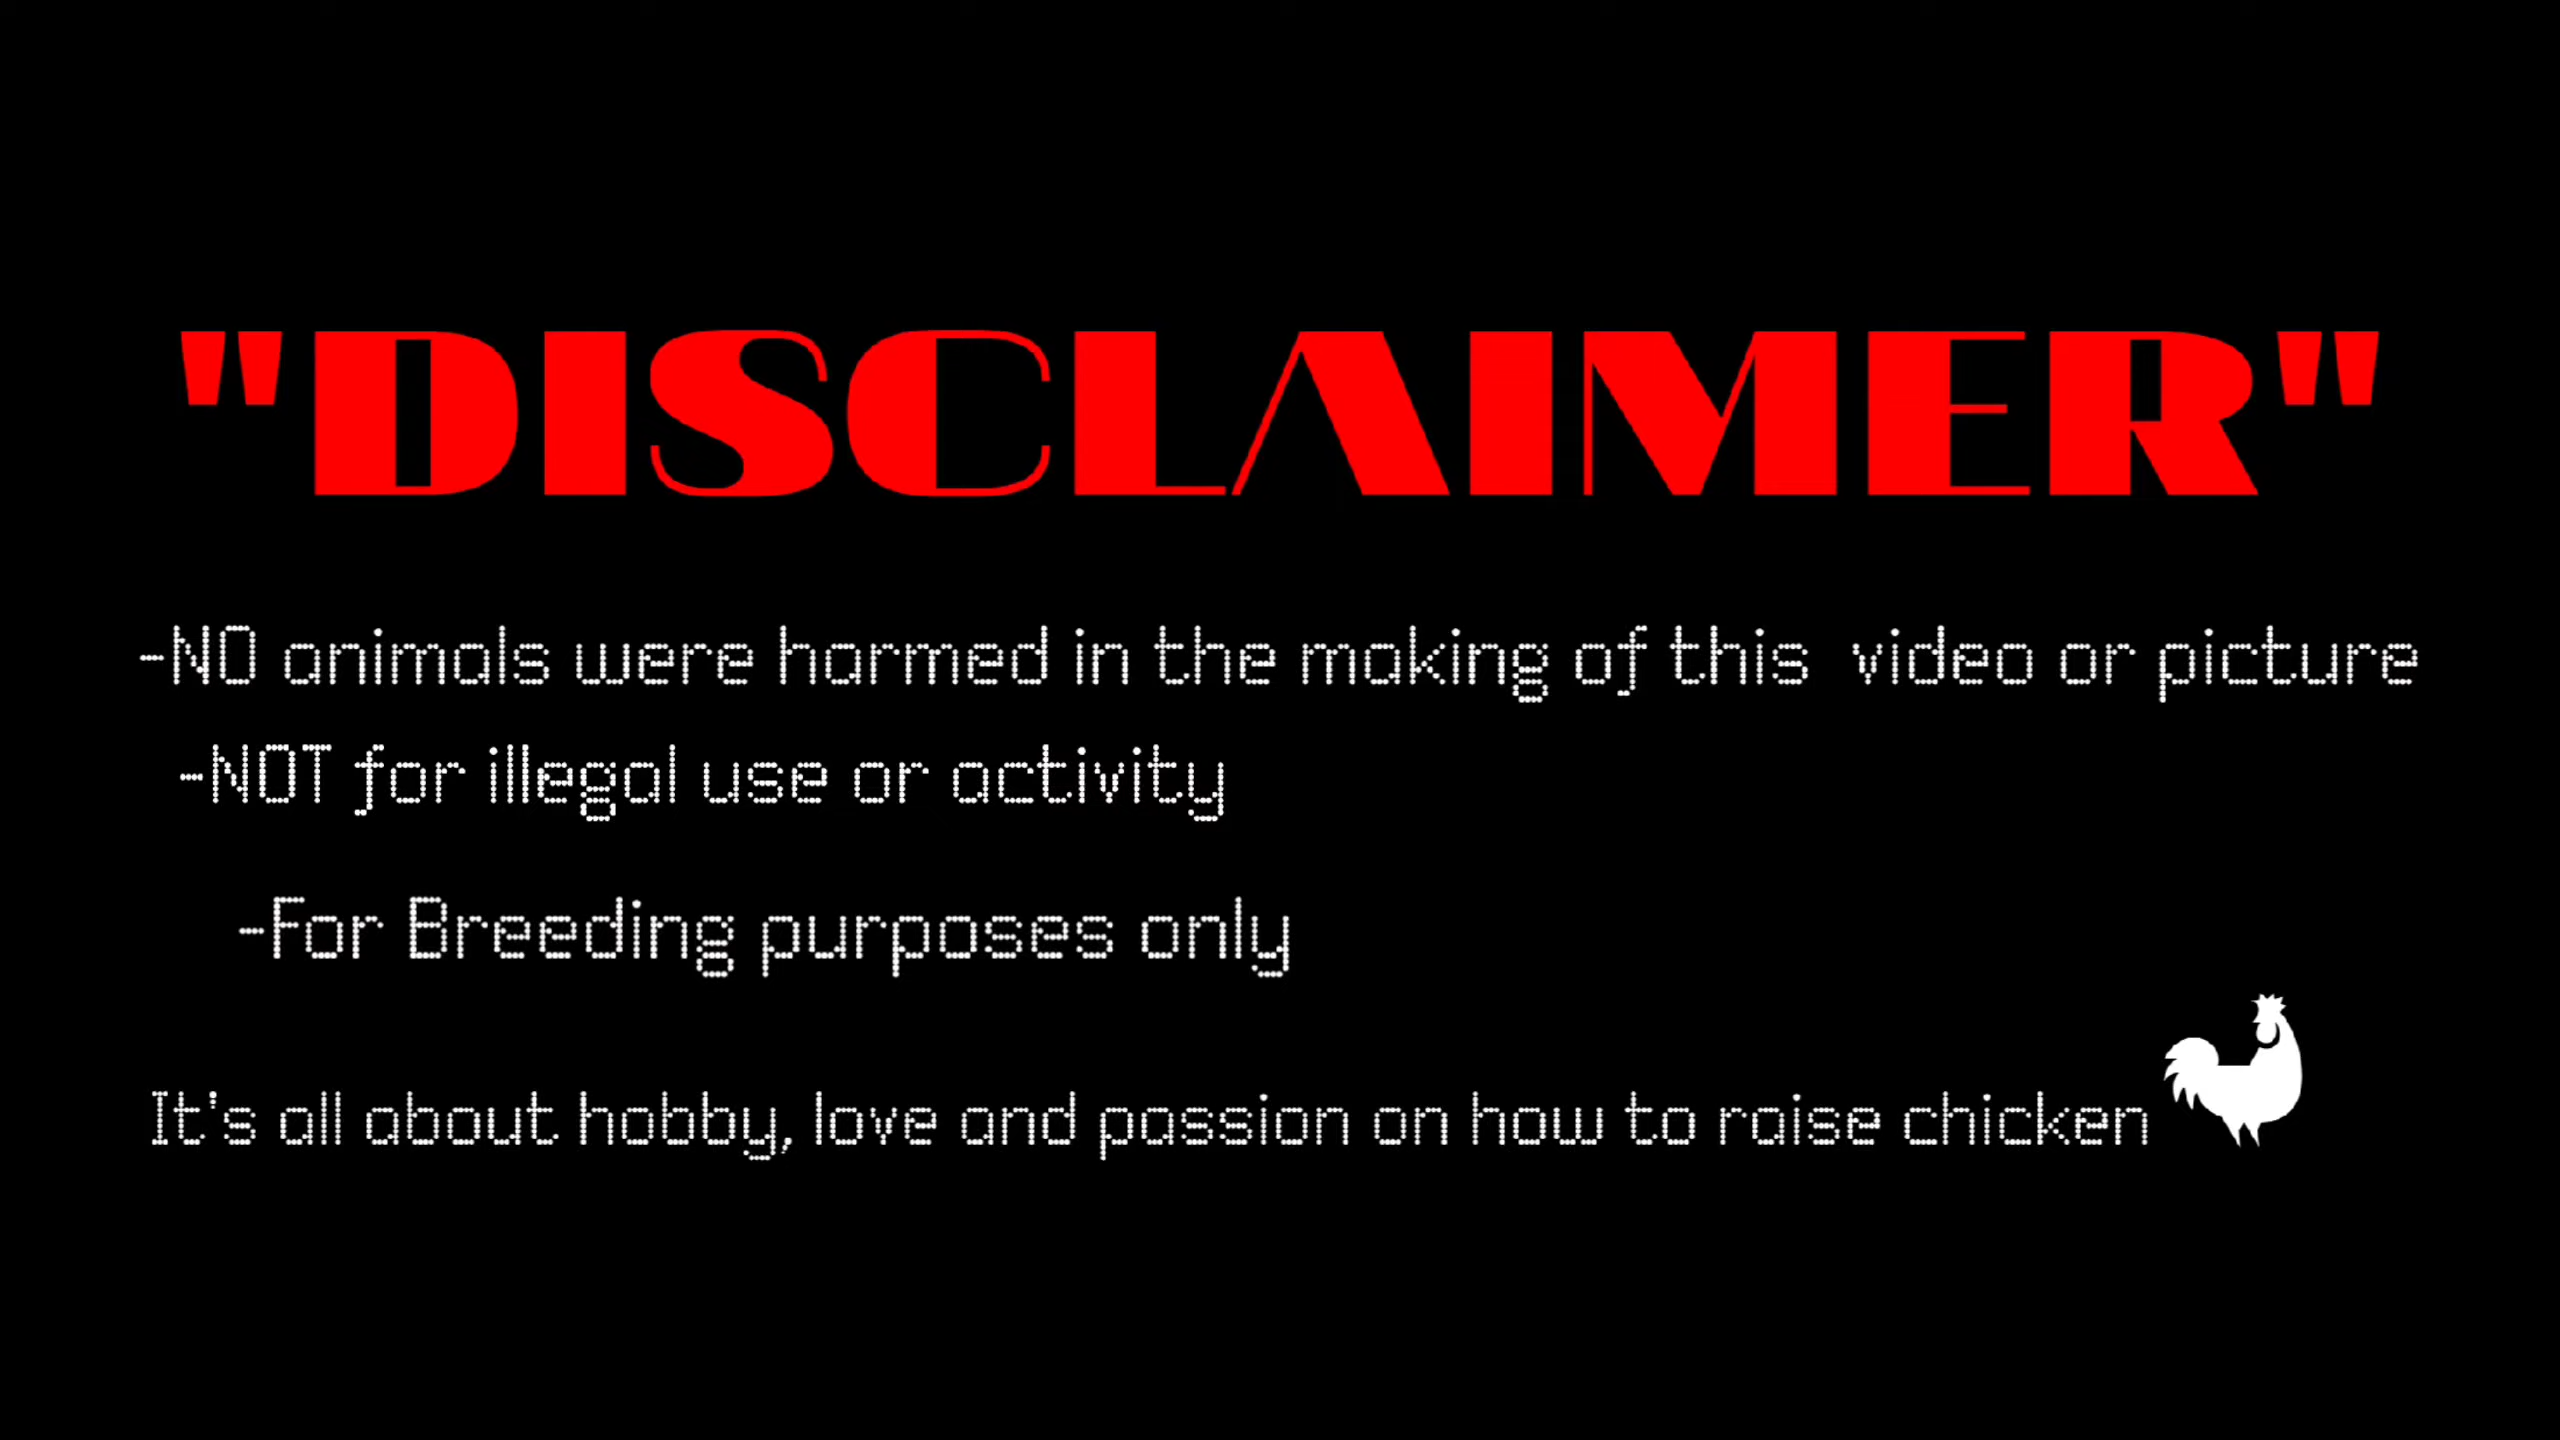 "DISCLAIMER"
-NO animals were harmed in the making of this video or picture
-NOT for illegal use or activity
-For Breeding purposes only
It's all about hobby, love and passion on how to raise chicken